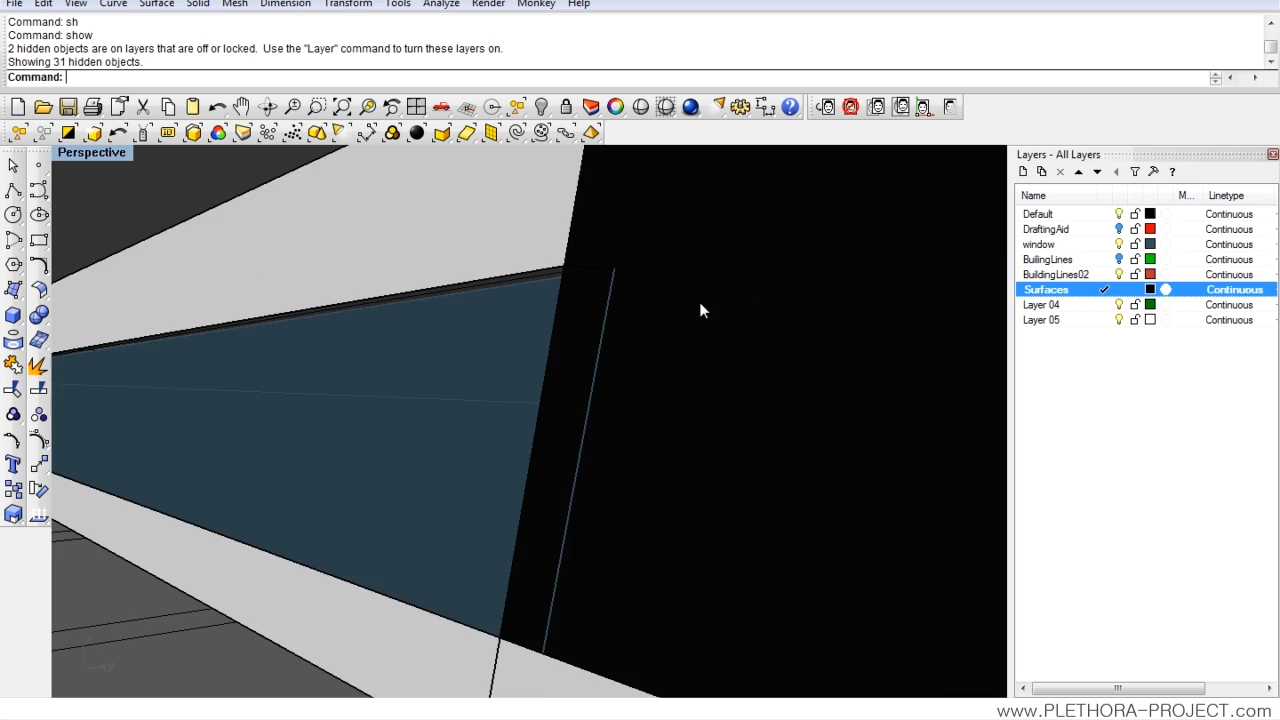 File Edit View Curve Surface Solid Mesh Dimension Transform Tools Analyze Render Monkey Help
Command: sh
Command: show
2 hidden objects are on layers that are off or locked.  Use the "Layer" command to turn these layers on.
Showing 31 hidden objects.
Command:
Perspective
Layers - All Layers
Name M... Linetype
Default Continuous
DraftingAid Continuous
window Continuous
BuilingLines Continuous
BuildingLines02 Continuous
Surfaces Continuous
Layer 04 Continuous
Layer 05 Continuous
www.PLETHORA-PROJECT.com